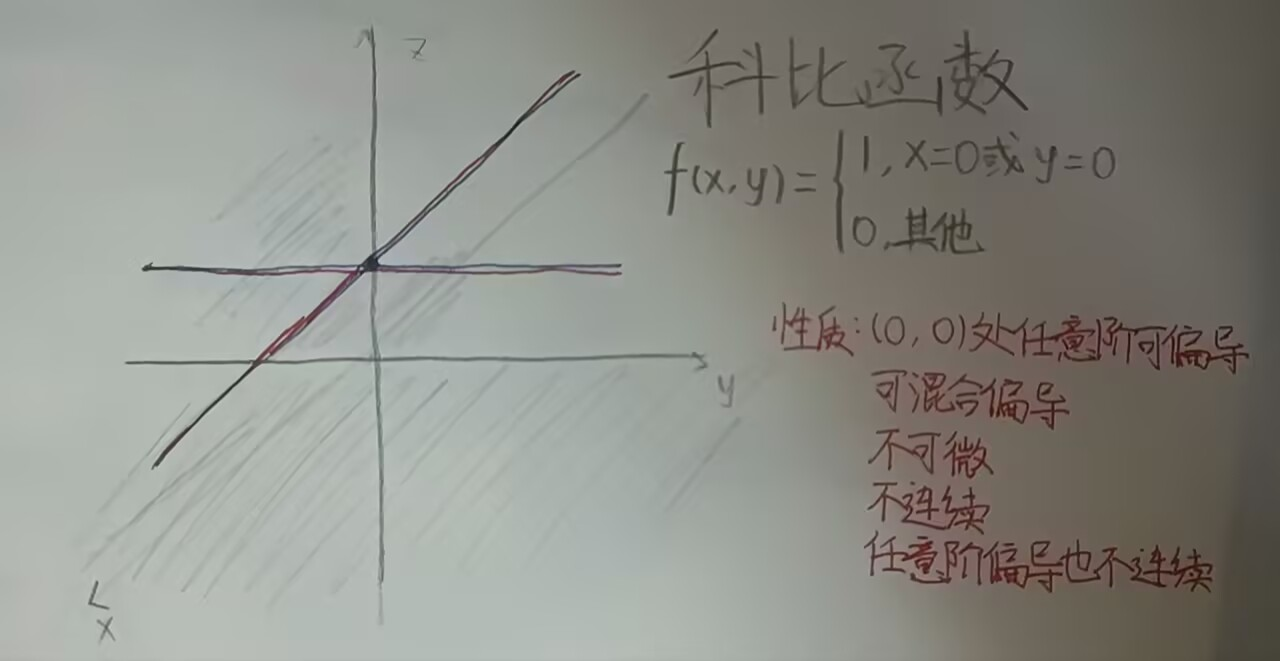 z
科比函数
f(x,y)={1,x=0或y=0
0,其他
性质:(0,0)处任意阶可偏导
y
可混合偏导
不可微
不连续
任意阶偏导也不连续
x